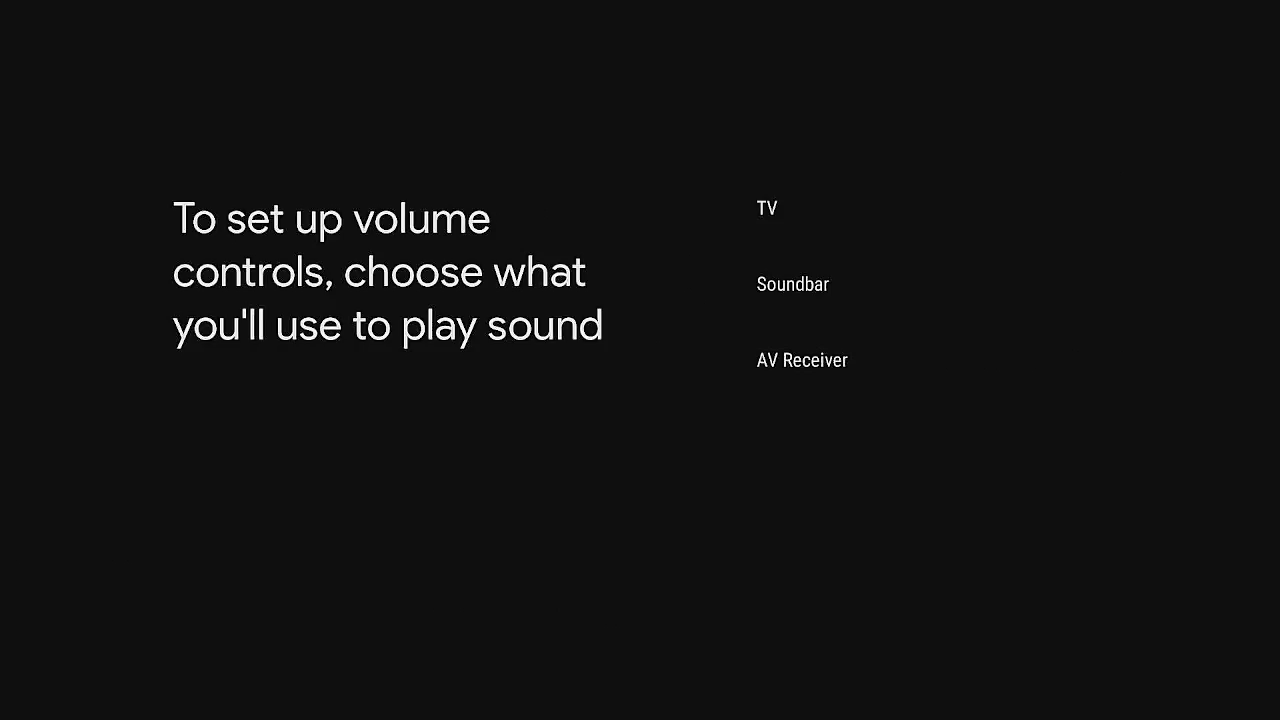 To set up volume
controls, choose what
you'll use to play sound
TV
Soundbar
AV Receiver